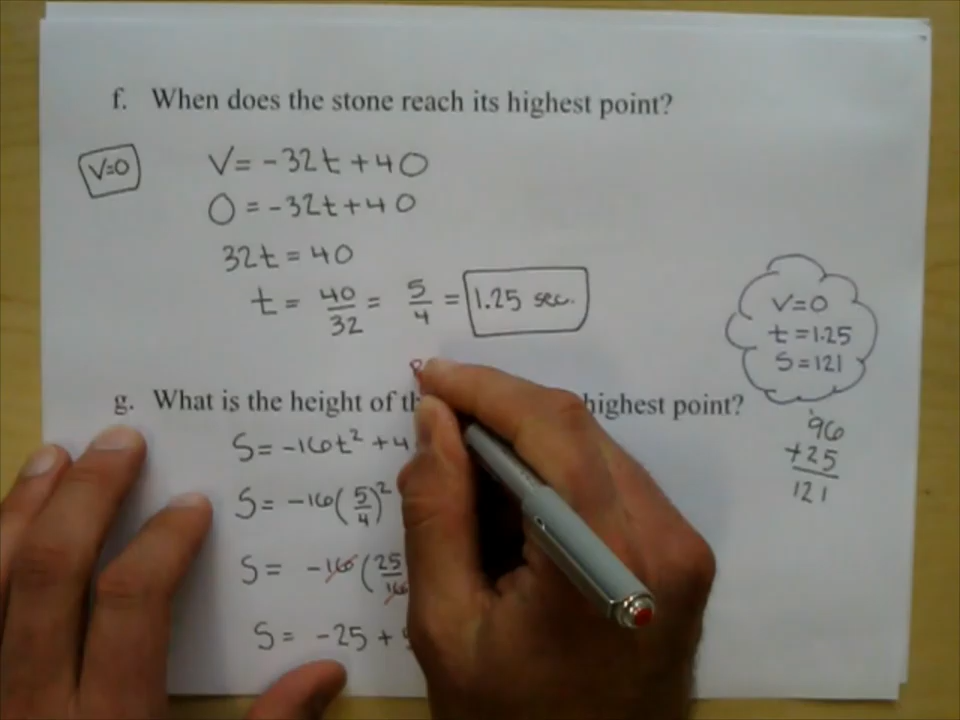 f. When does the stone reach its highest point?
V=0
V = -32t + 40
0 = -32t + 40
32t = 40
t = 40/32 = 5/4 = 1.25 sec.
V=0
t = 1.25
S = 121
g. What is the height of highest point?
S = -16t² + 4
S = -16(5/4)²
S = -16(25/16
S = -25 +
1
96
+25
121